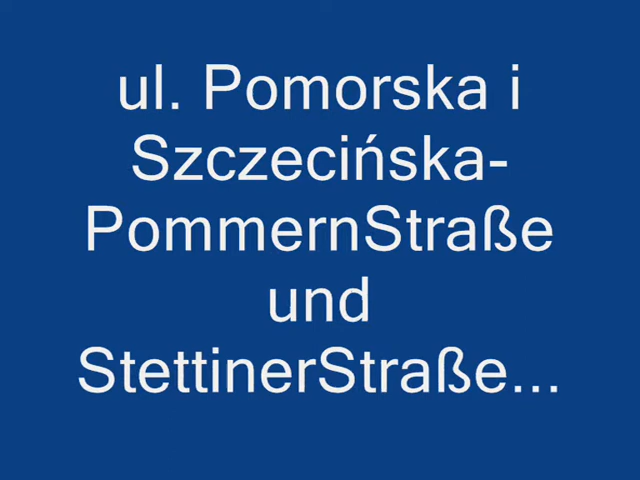 ul. Pomorska i
Szczecińska-
PommernStraße
und
StettinerStraße...